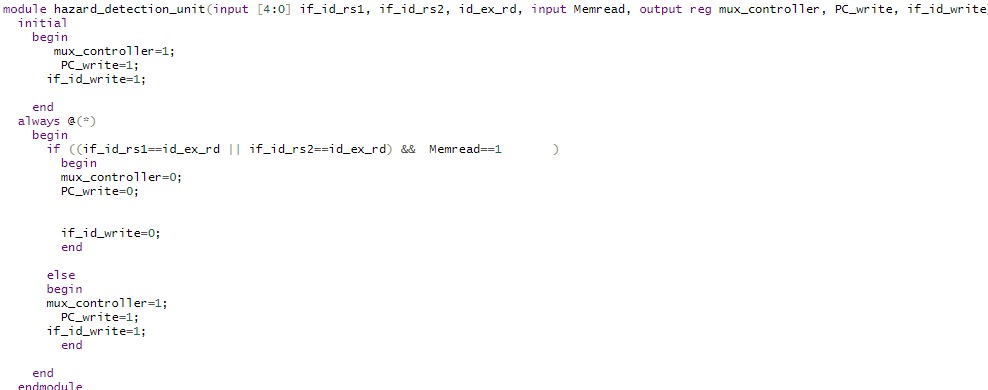 module hazard_detection_unit(input [4:0] if_id_rs1, if_id_rs2, id_ex_rd, input Memread, output reg mux_controller, PC_write, if_id_write
initial
begin
mux_controller=1;
PC_write=1;
if_id_write=1;
end
always @(*)
begin
if ((if_id_rs1==id_ex_rd || if_id_rs2==id_ex_rd) && Memread==1 )
begin
mux_controller=0;
PC_write=0;
if_id_write=0;
end
else
begin
mux_controller=1;
PC_write=1;
if_id_write=1;
end
end
endmodule